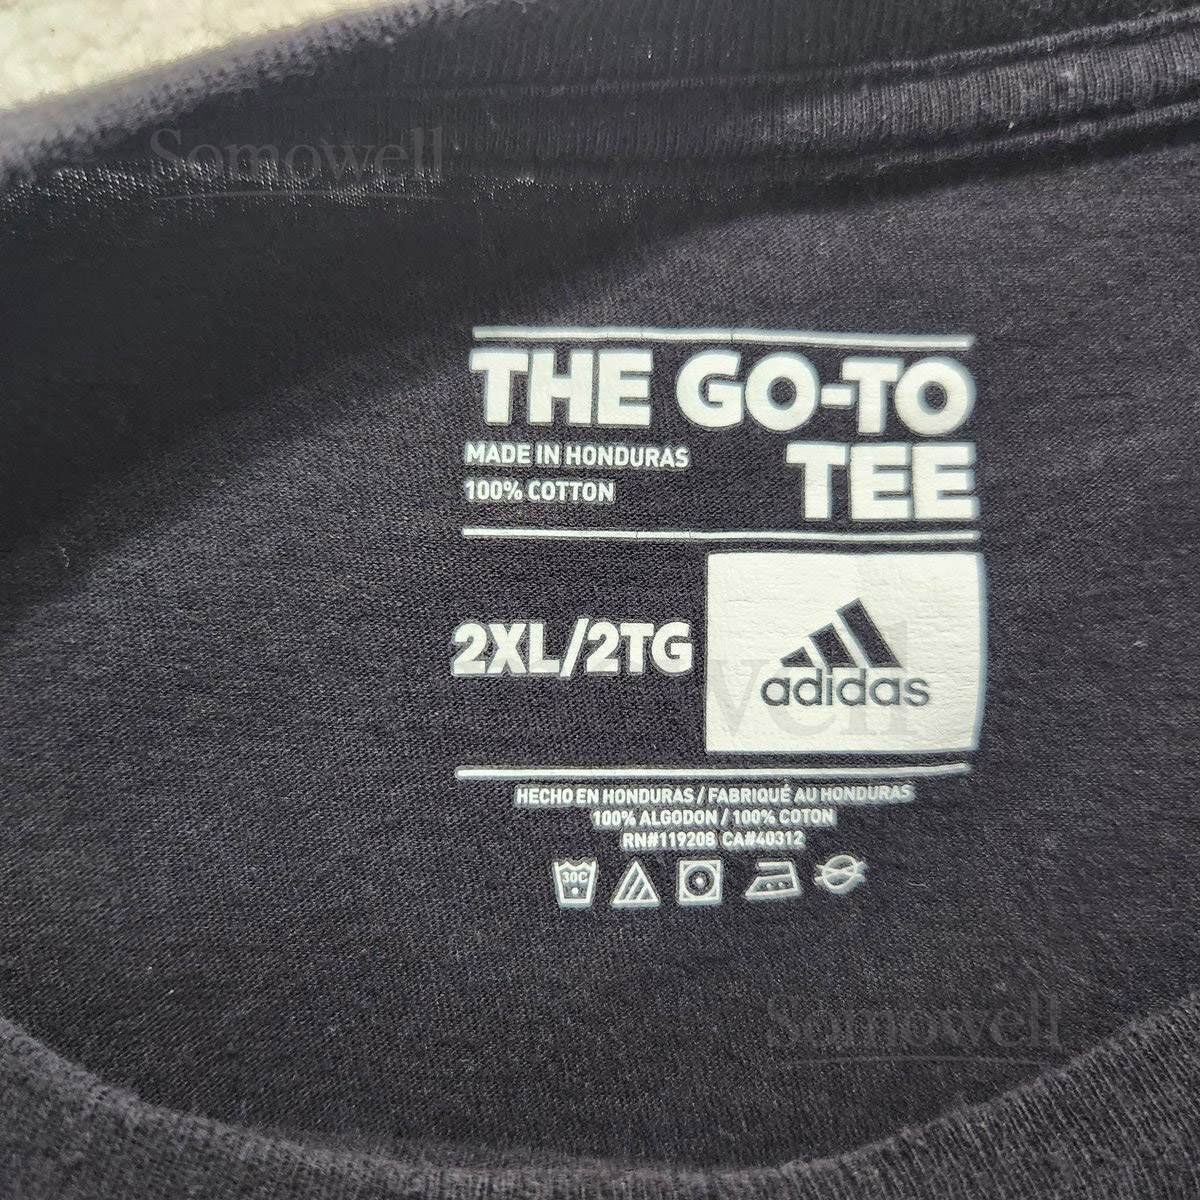 Somowell
THE GO-TO
TEE
MADE IN HONDURAS
100% COTTON
2XL/2TG
adidas
well
HECHO EN HONDURAS / FABRIQUÉ AU HONDURAS
100% ALGODON / 100% COTON
RN#119208 CA#40312
30C
Somowell